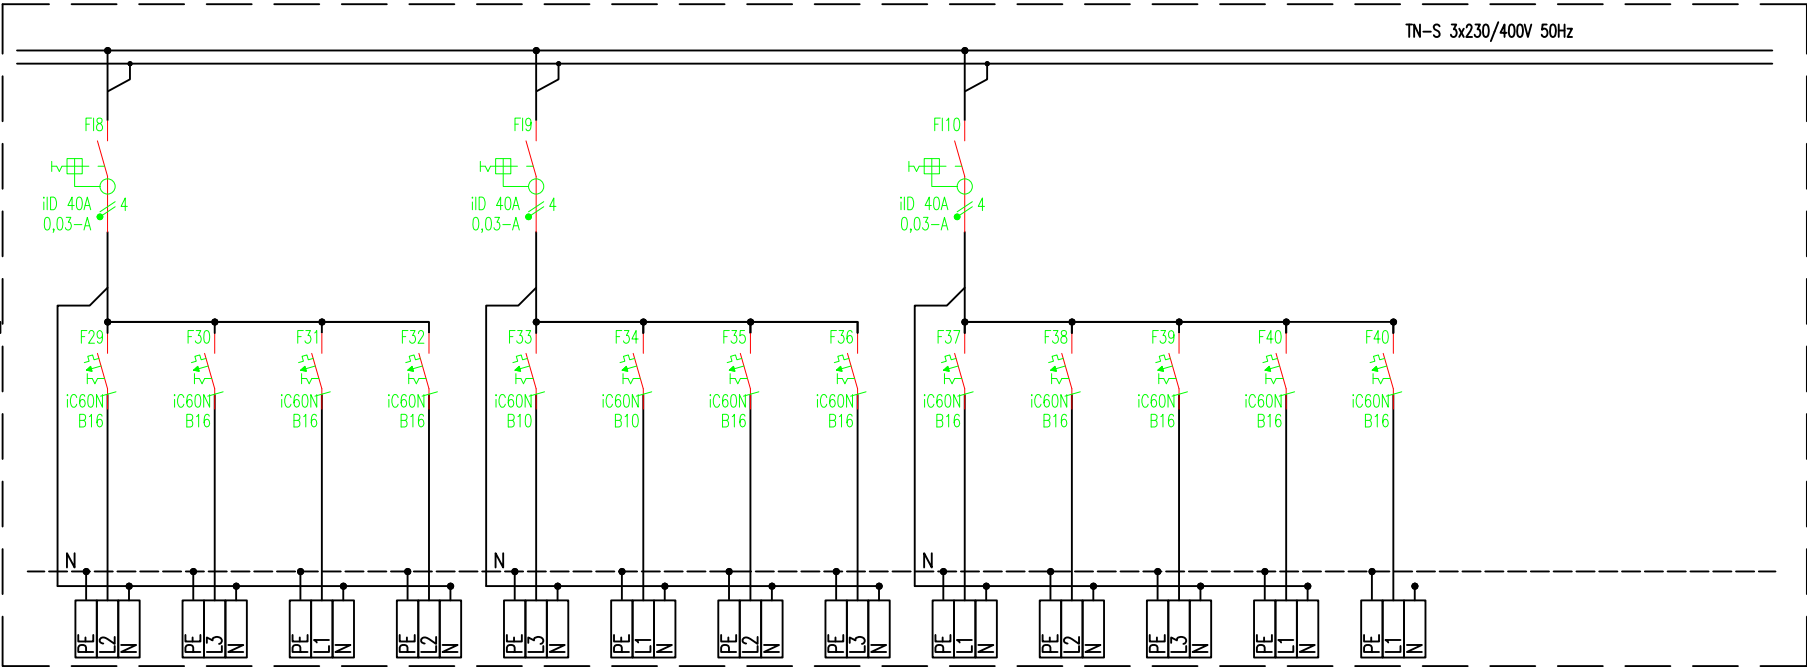 TN-S 3x230/400V 50Hz
FI8 FI9 FI10
iID 40A 4 iID 40A 4 iID 40A 4
0,03-A 0,03-A 0,03-A
F29 F30 F31 F32 F33 F34 F35 F36 F37 F38 F39 F40 F40
iC60N iC60N iC60N iC60N iC60N iC60N iC60N iC60N iC60N iC60N iC60N iC60N iC60N
B16 B16 B16 B16 B10 B10 B16 B16 B16 B16 B16 B16 B16
N N N
PE L2 N PE L3 N PE L1 N PE L2 N PE L3 N PE L1 N PE L2 N PE L3 N PE L1 N PE L2 N PE L3 N PE L1 N PE L1 N